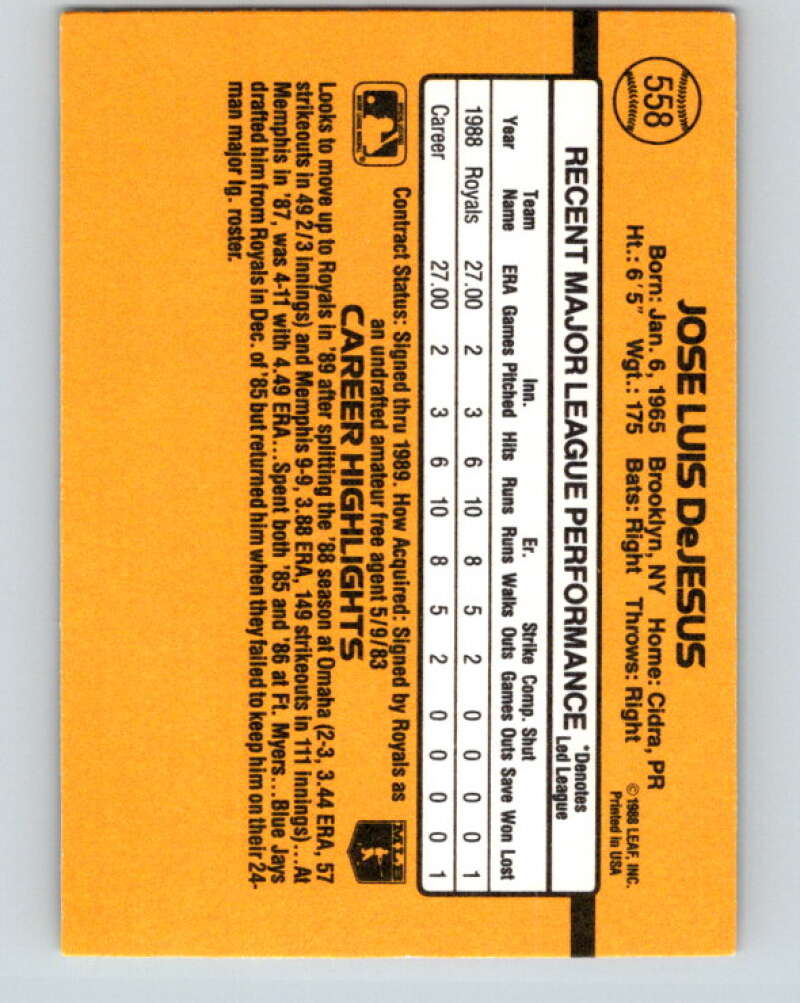 558
JOSE LUIS DeJESUS
© 1988 LEAF, INC.
Printed in USA
Born: Jan. 6, 1965 Brooklyn, NY Home: Cidra, PR
Ht.: 6'5" Wgt.: 175 Bats: Right Throws: Right
RECENT MAJOR LEAGUE PERFORMANCE *Denotes Led League
Team Inn. Er. Strike Comp. Shut
Year Name ERA Games Pitched Hits Runs Runs Walks Outs Games Outs Save Won Lost
1988 Royals 27.00 2 3 6 10 8 5 2 0 0 0 0 1
Career 27.00 2 3 6 10 8 5 2 0 0 0 0 1
Contract Status: Signed thru 1989. How Acquired: Signed by Royals as
an undrafted amateur free agent 5/9/83
MLB
CAREER HIGHLIGHTS
Looks to move up to Royals in '89 after splitting the '88 season at Omaha (2-3, 3.44 ERA, 57
strikeouts in 49 2/3 innings) and Memphis 9-9, 3.88 ERA, 149 strikeouts in 111 innings)...At
Memphis in '87, was 4-11 with 4.49 ERA...Spent both '85 and '86 at Ft. Myers...Blue Jays
drafted him from Royals in Dec. of '85 but returned him when they failed to keep him on their 24-
man major lg. roster.